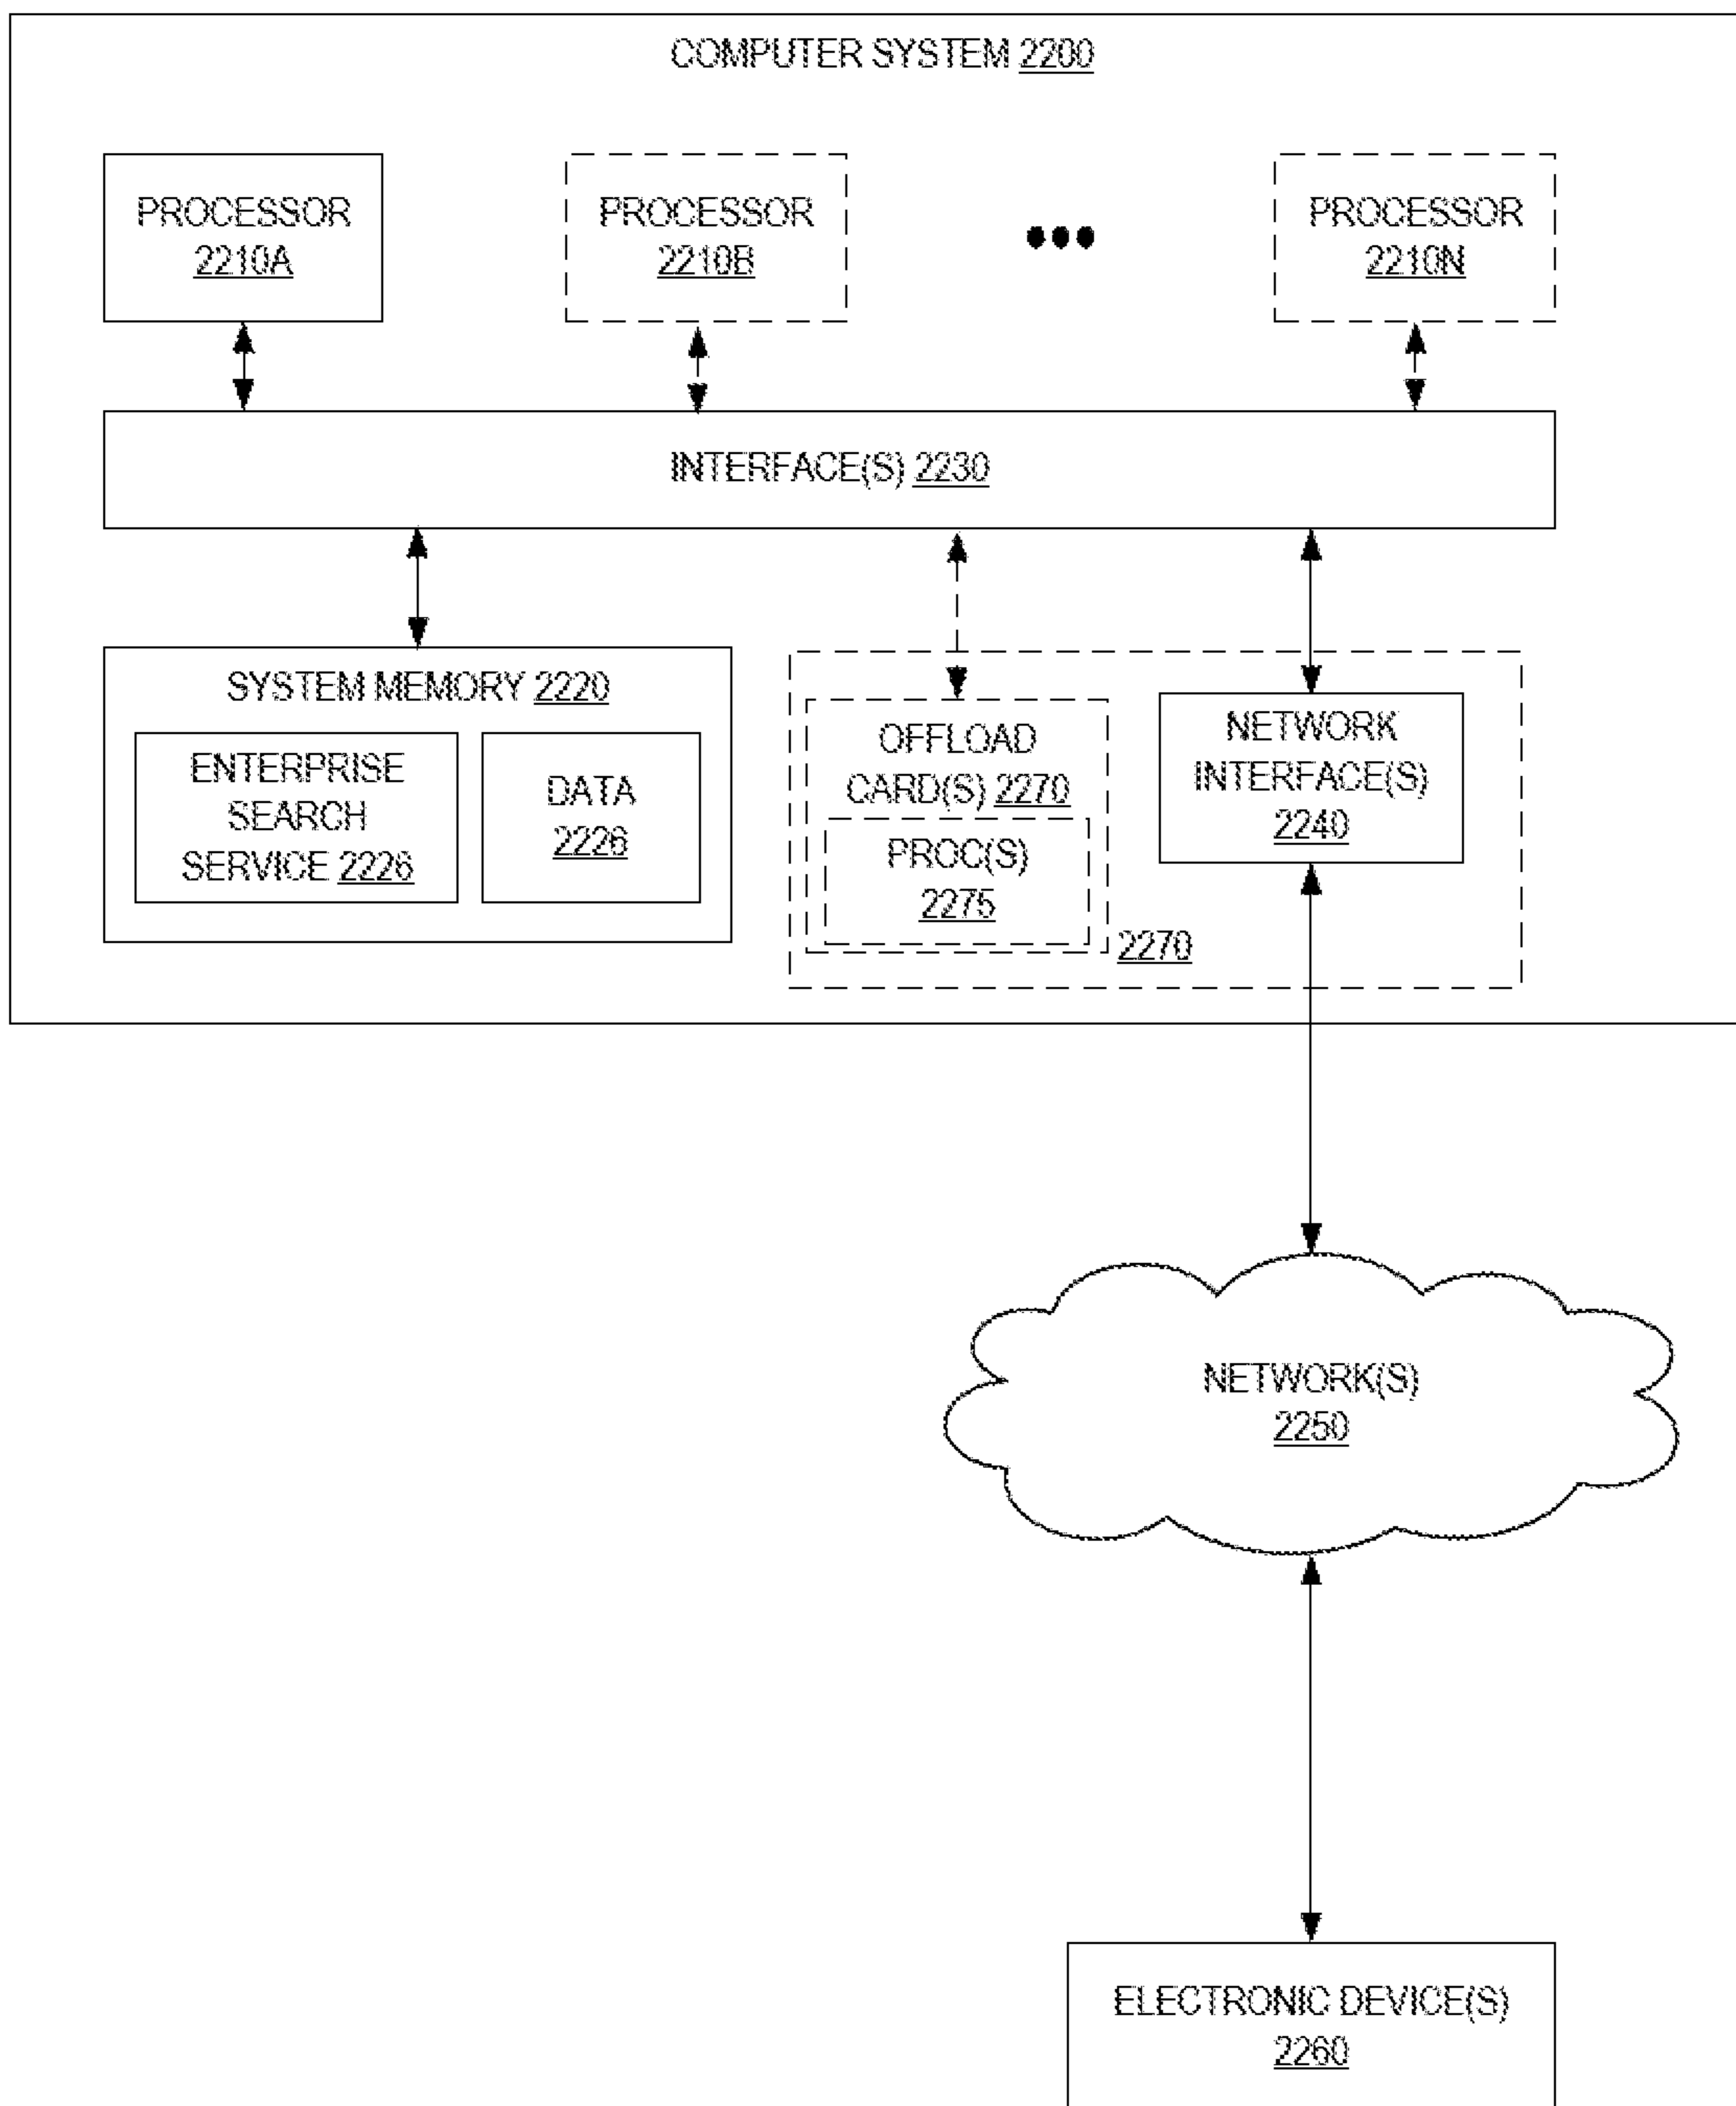 COMPUTER SYSTEM 2200
PROCESSOR
2210A
PROCESSOR
2210B
PROCESSOR
2210N
INTERFACE(S) 2230
SYSTEM MEMORY 2220
ENTERPRISE
SEARCH
SERVICE 2226
DATA
2226
OFFLOAD
CARD(S) 2270
PROC(S)
2275
2270
NETWORK
INTERFACE(S)
2240
NETWORK(S)
2250
ELECTRONIC DEVICE(S)
2260